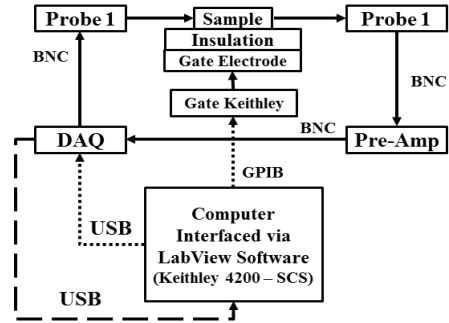 Probe 1
Sample
Probe 1
Insulation
Gate Electrode
BNC
BNC
Gate Keithley
BNC
DAQ
Pre-Amp
GPIB
USB
Computer
Interfaced via
LabView Software
(Keithley 4200 – SCS)
USB